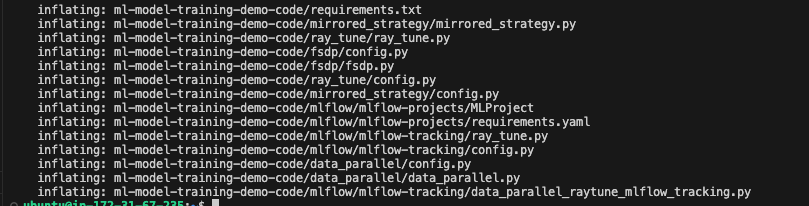 inflating: ml-model-training-demo-code/requirements.txt
inflating: ml-model-training-demo-code/mirrored_strategy/mirrored_strategy.py
inflating: ml-model-training-demo-code/ray_tune/ray_tune.py
inflating: ml-model-training-demo-code/fsdp/config.py
inflating: ml-model-training-demo-code/fsdp/fsdp.py
inflating: ml-model-training-demo-code/ray_tune/config.py
inflating: ml-model-training-demo-code/mirrored_strategy/config.py
inflating: ml-model-training-demo-code/mlflow/mlflow-projects/MLProject
inflating: ml-model-training-demo-code/mlflow/mlflow-projects/requirements.yaml
inflating: ml-model-training-demo-code/mlflow/mlflow-tracking/ray_tune.py
inflating: ml-model-training-demo-code/mlflow/mlflow-tracking/config.py
inflating: ml-model-training-demo-code/data_parallel/config.py
inflating: ml-model-training-demo-code/data_parallel/data_parallel.py
inflating: ml-model-training-demo-code/mlflow/mlflow-tracking/data_parallel_raytune_mlflow_tracking.py
ubuntu@ip-172-31-67-235:~$